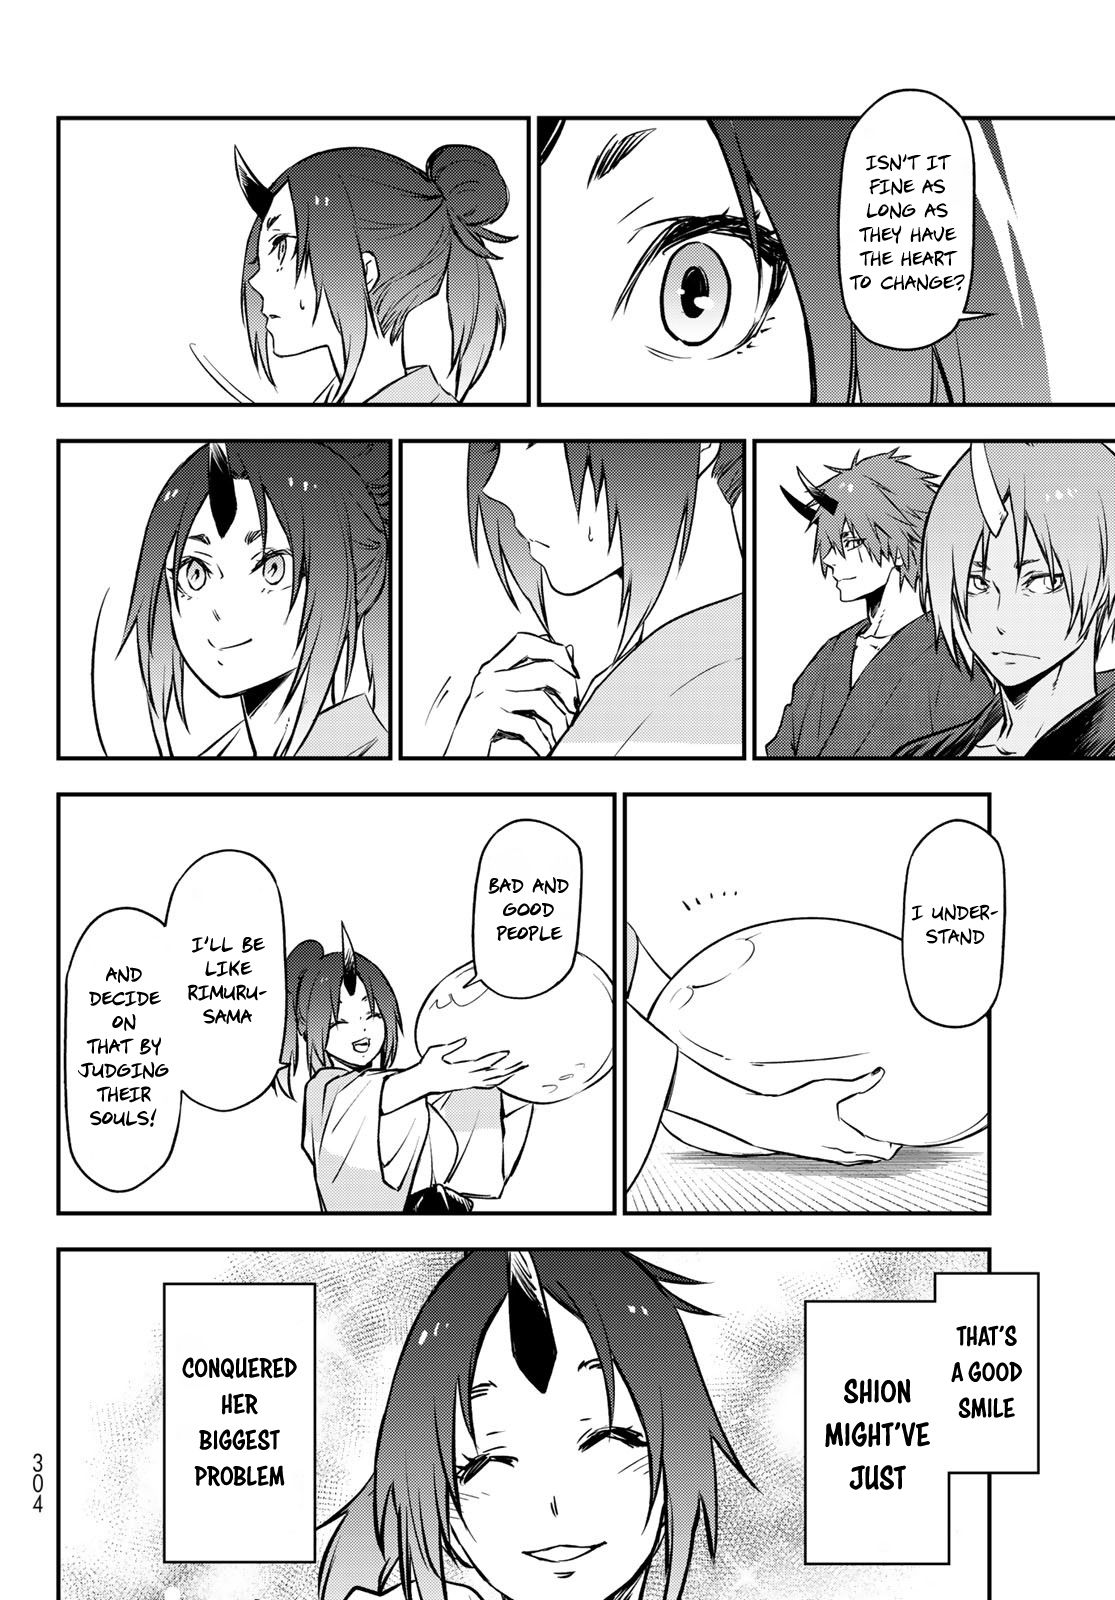 ISN'T IT
FINE AS
LONG AS
THEY HAVE
THE HEART
TO CHANGE?
I UNDER-
STAND
BAD AND
GOOD
PEOPLE
I'LL BE
LIKE
RIMURU-
SAMA
AND
DECIDE
ON
THAT BY
JUDGING
THEIR
SOULS!
THAT'S
A GOOD
SMILE
SHION
MIGHT'VE
JUST
CONQUERED
HER
BIGGEST
PROBLEM
304